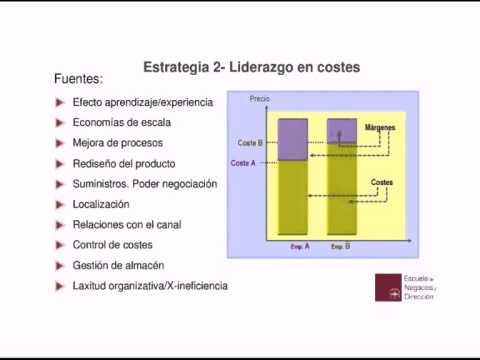 Estrategia 2- Liderazgo en costes
Fuentes:
Efecto aprendizaje/experiencia
Economías de escala
Mejora de procesos
Rediseño del producto
Suministros. Poder negociación
Localización
Relaciones con el canal
Control de costes
Gestión de almacén
Laxitud organizativa/X-ineficiencia
Precio
Coste B
Coste A
Márgenes
Costes
Emp. A
Emp. B
Escuela de
Negocios y
Dirección